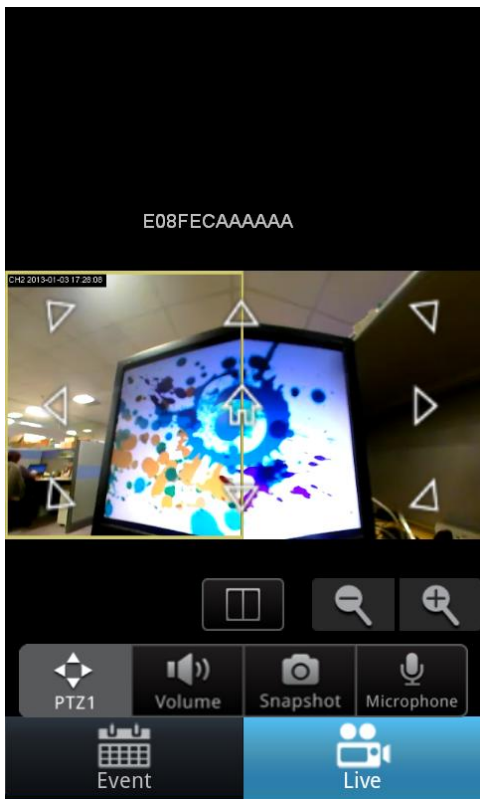 E08FECAAAAAA
CH2 2013-01-03 17:28:08
PTZ1
Volume
Snapshot
Microphone
Event
Live